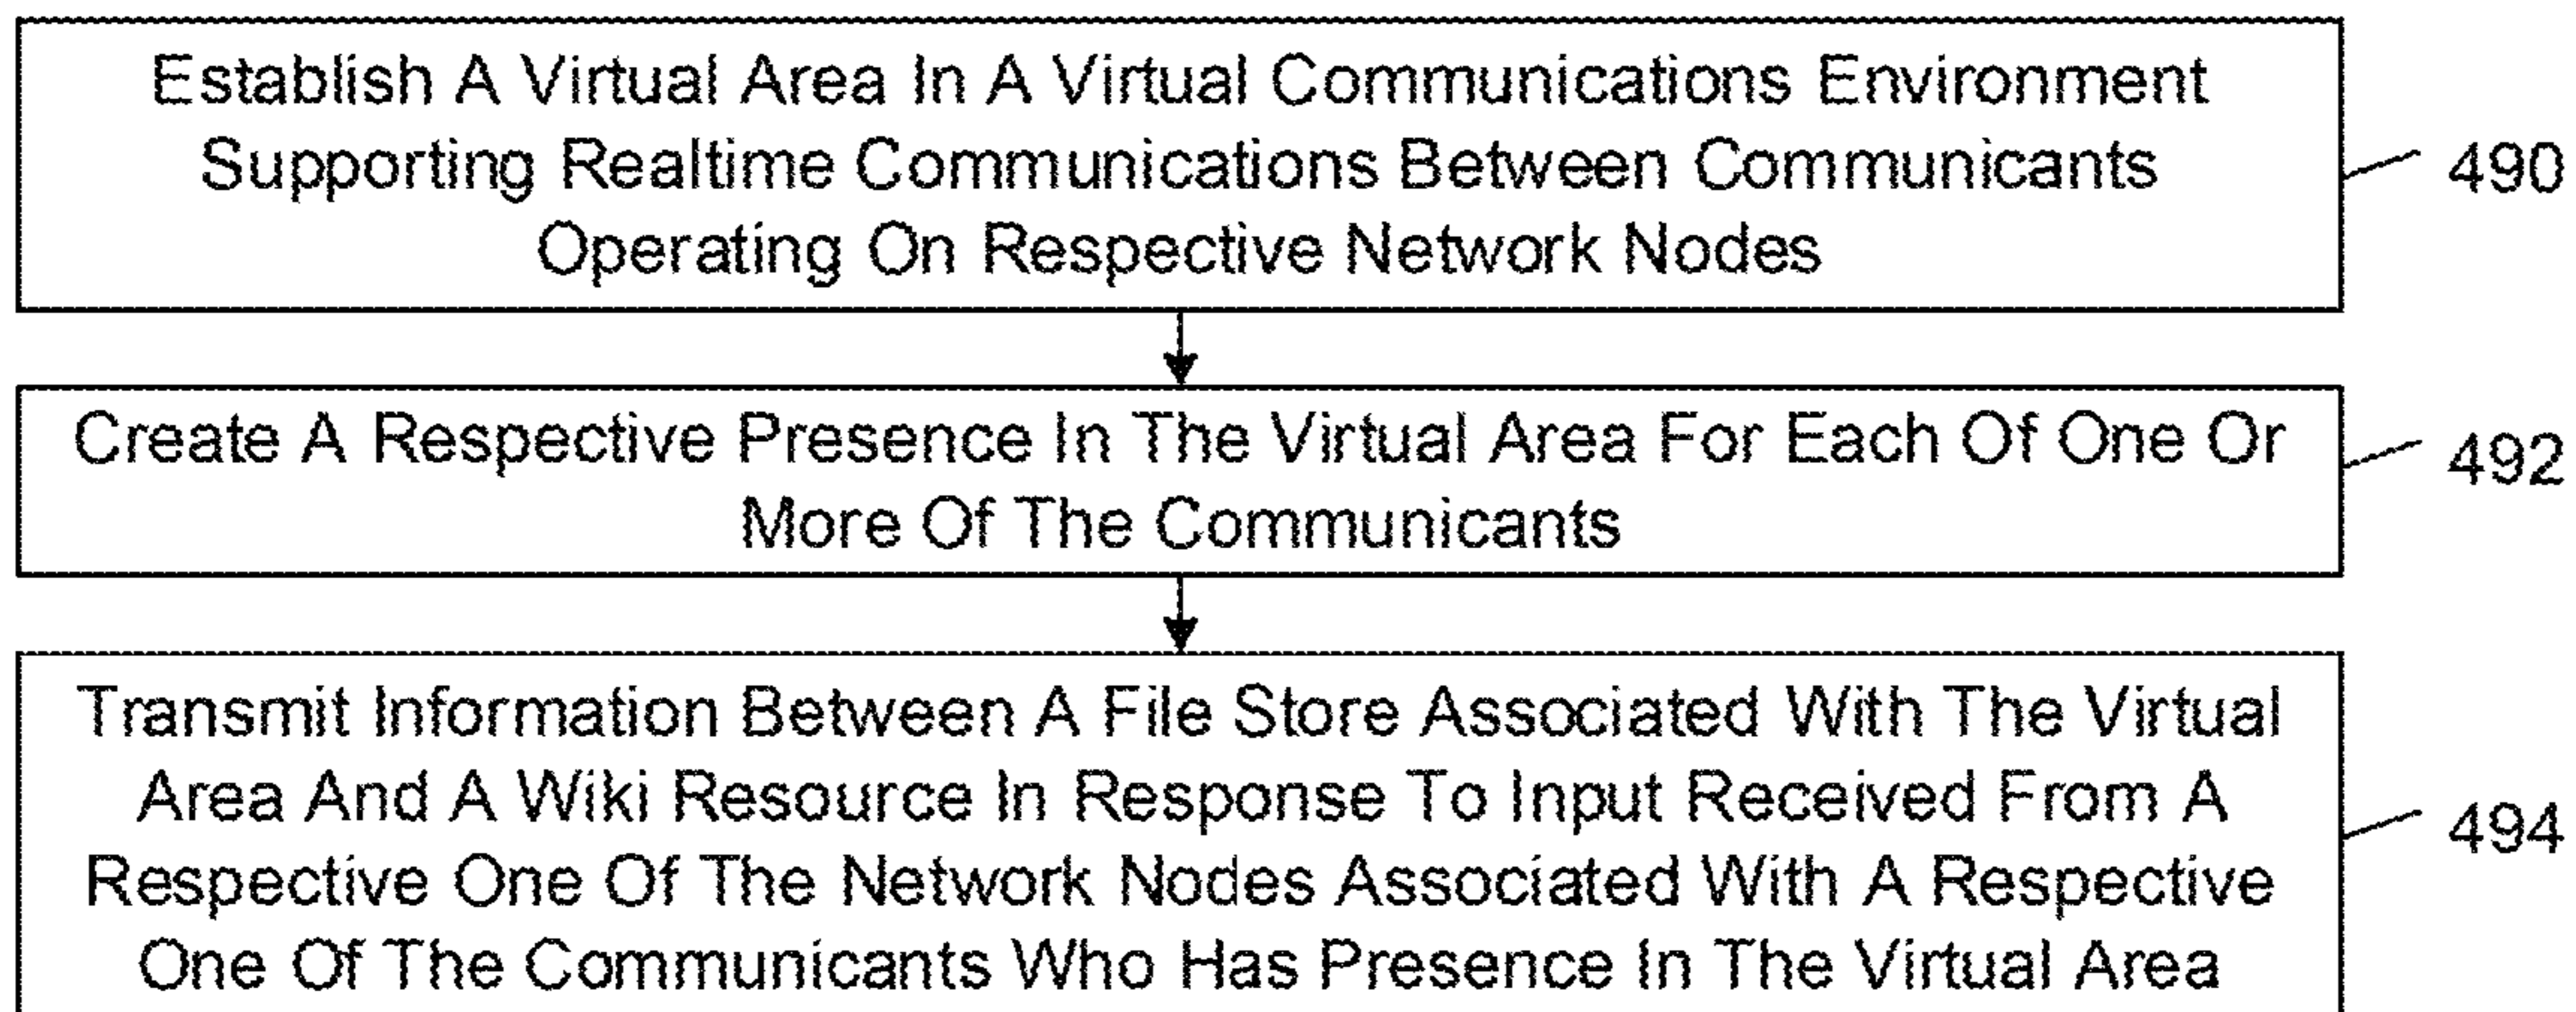 Establish A Virtual Area In A Virtual Communications Environment
Supporting Realtime Communications Between Communicants
Operating On Respective Network Nodes
490
Create A Respective Presence In The Virtual Area For Each Of One Or
More Of The Communicants
492
Transmit Information Between A File Store Associated With The Virtual
Area And A Wiki Resource In Response To Input Received From A
Respective One Of The Network Nodes Associated With A Respective
One Of The Communicants Who Has Presence In The Virtual Area
494